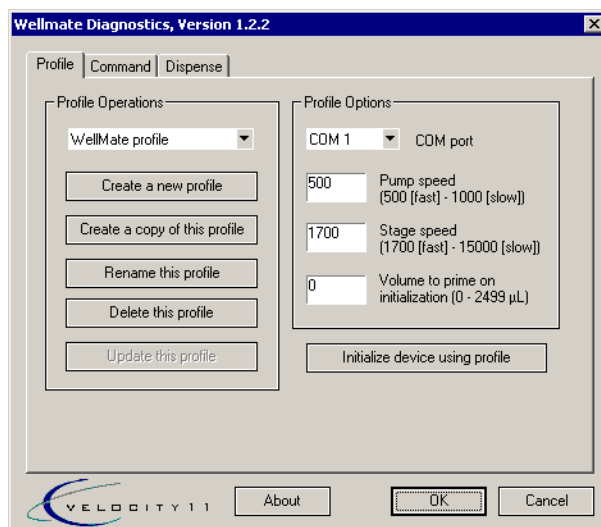 Wellmate Diagnostics, Version 1.2.2
Profile
Command
Dispense
Profile Operations
WellMate profile
Create a new profile
Create a copy of this profile
Rename this profile
Delete this profile
Update this profile
Profile Options
COM 1
COM port
500
Pump speed
(500 [fast] - 1000 [slow])
1700
Stage speed
(1700 [fast] - 15000 [slow])
0
Volume to prime on
initialization (0 - 2499 µL)
Initialize device using profile
VELOCITY11
About
OK
Cancel